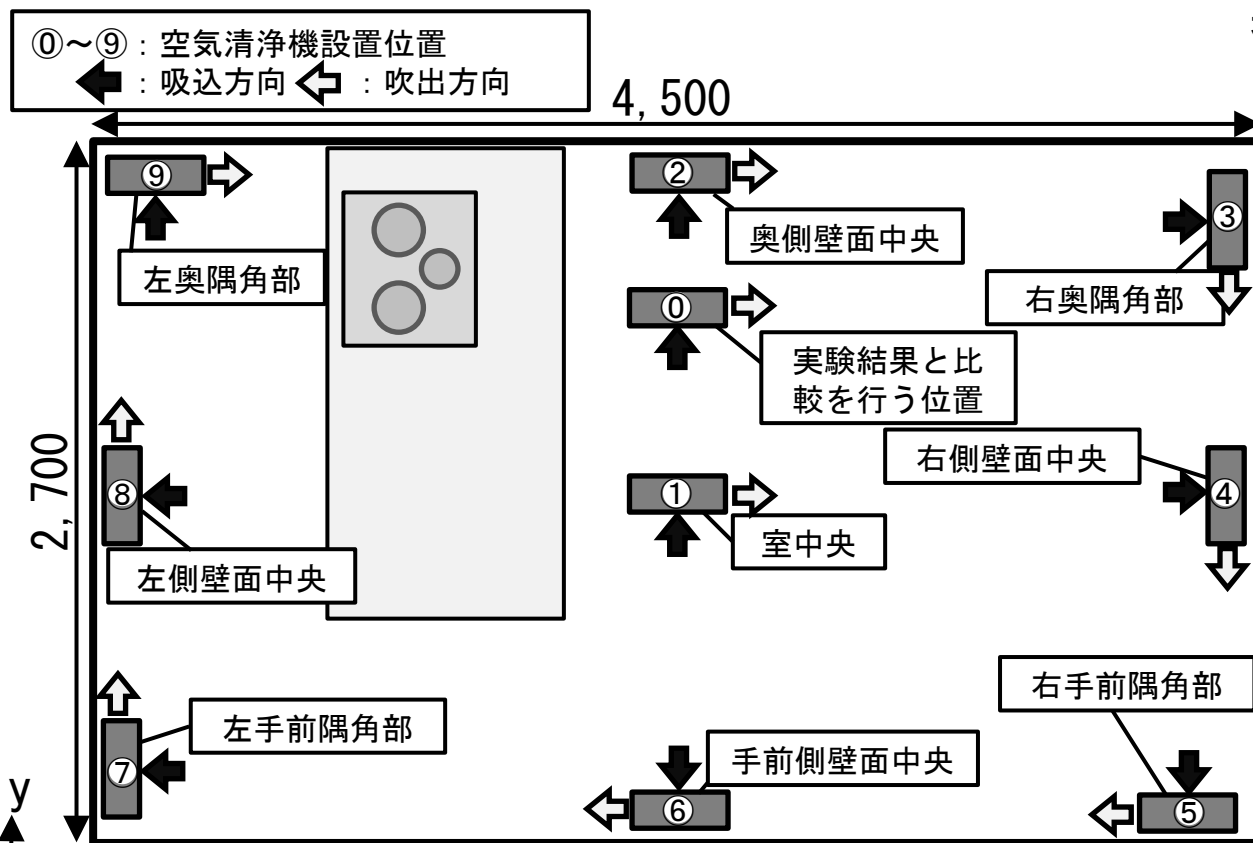 ⓪～⑨：空気清浄機設置位置
：吸込方向 ：吹出方向
4,500
⑨
②
③
左奥隅角部
奥側壁面中央
右奥隅角部
⓪
実験結果と比
較を行う位置
2,700
右側壁面中央
⑧
①
④
室中央
左側壁面中央
右手前隅角部
左手前隅角部
手前側壁面中央
⑦
y
⑥
⑤